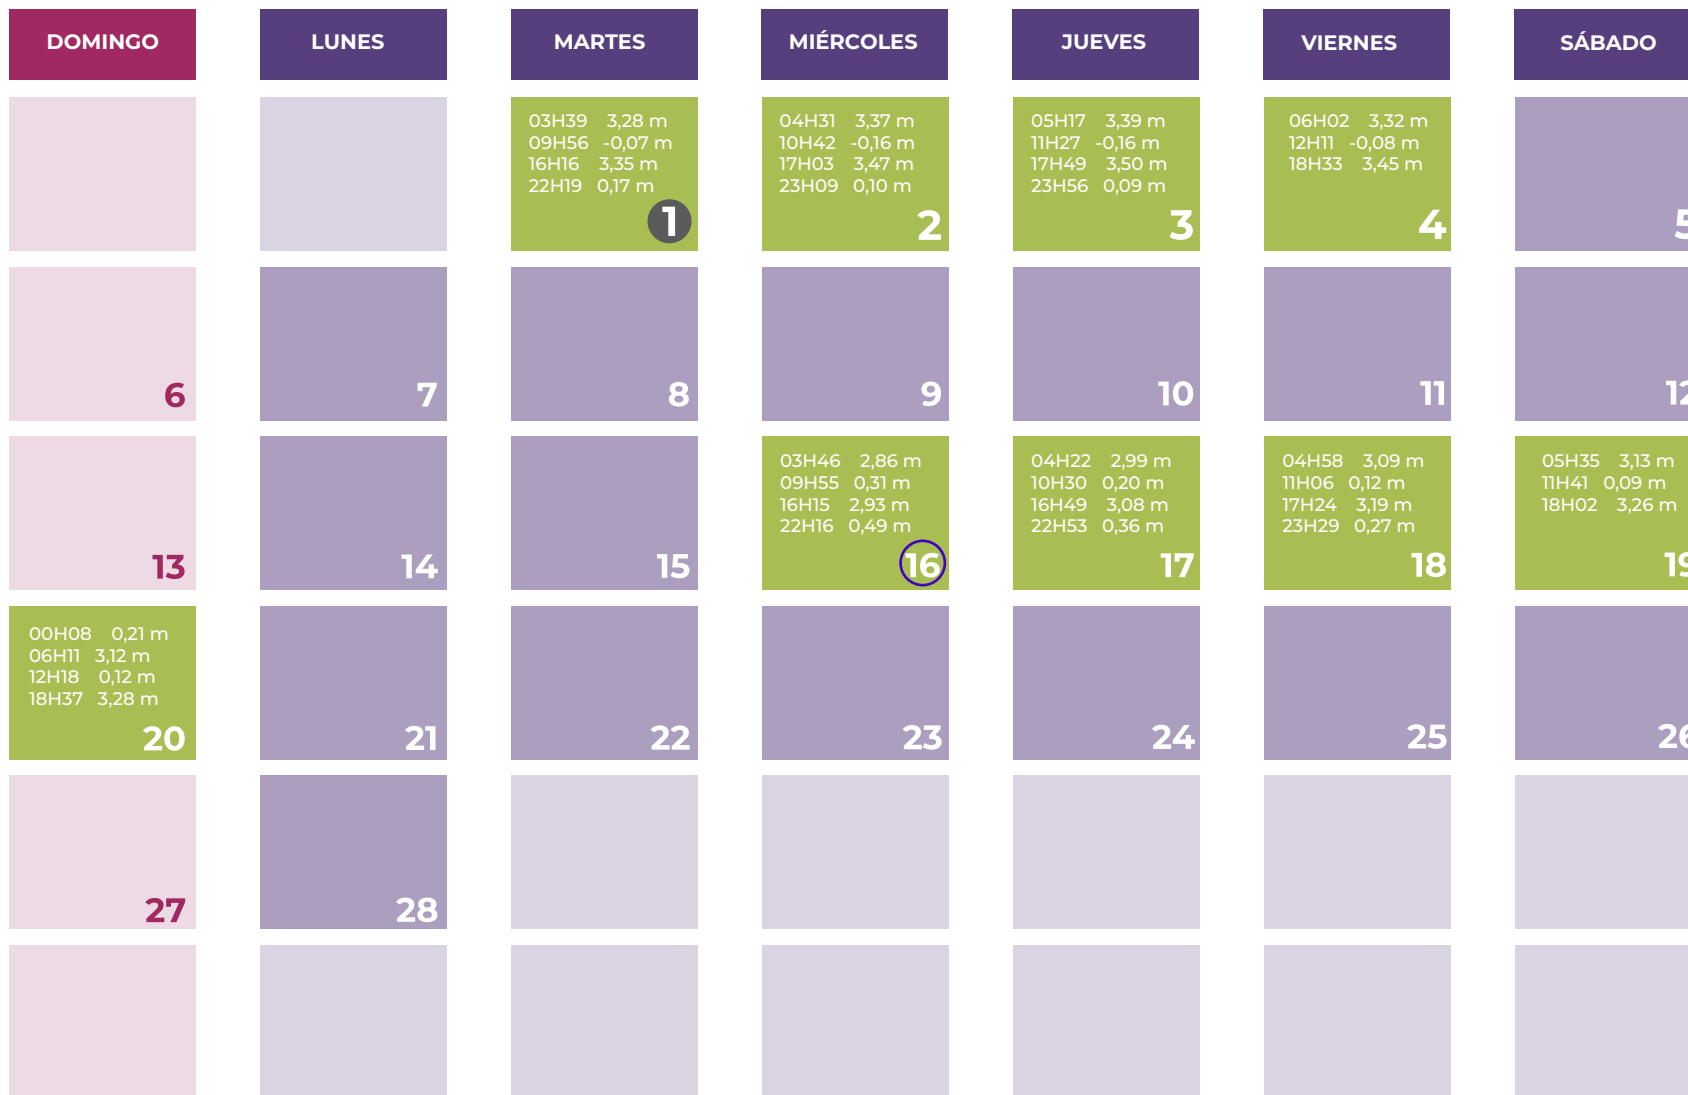 DOMINGO LUNES MARTES MIÉRCOLES JUEVES VIERNES SÁBADO
03H39 3,28 m
09H56 -0,07 m
16H16 3,35 m
22H19 0,17 m
1
04H31 3,37 m
10H42 -0,16 m
17H03 3,47 m
23H09 0,10 m
2
05H17 3,39 m
11H27 -0,16 m
17H49 3,50 m
23H56 0,09 m
3
06H02 3,32 m
12H11 -0,08 m
18H33 3,45 m
4
5
6 7 8 9 10 11 12
13
14
15
03H46 2,86 m
09H55 0,31 m
16H15 2,93 m
22H16 0,49 m
16
04H22 2,99 m
10H30 0,20 m
16H49 3,08 m
22H53 0,36 m
17
04H58 3,09 m
11H06 0,12 m
17H24 3,19 m
23H29 0,27 m
18
05H35 3,13 m
11H41 0,09 m
18H02 3,26 m
19
00H08 0,21 m
06H11 3,12 m
12H18 0,12 m
18H37 3,28 m
20
21 22 23 24 25 26
27 28